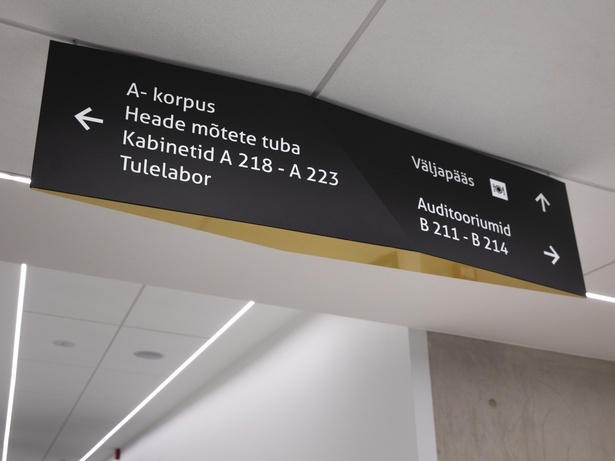 A- korpus
Heade mõtete tuba
Kabinetid A 218 - A 223
Tulelabor
Väljapääs
Auditooriumid
B 211 - B 214